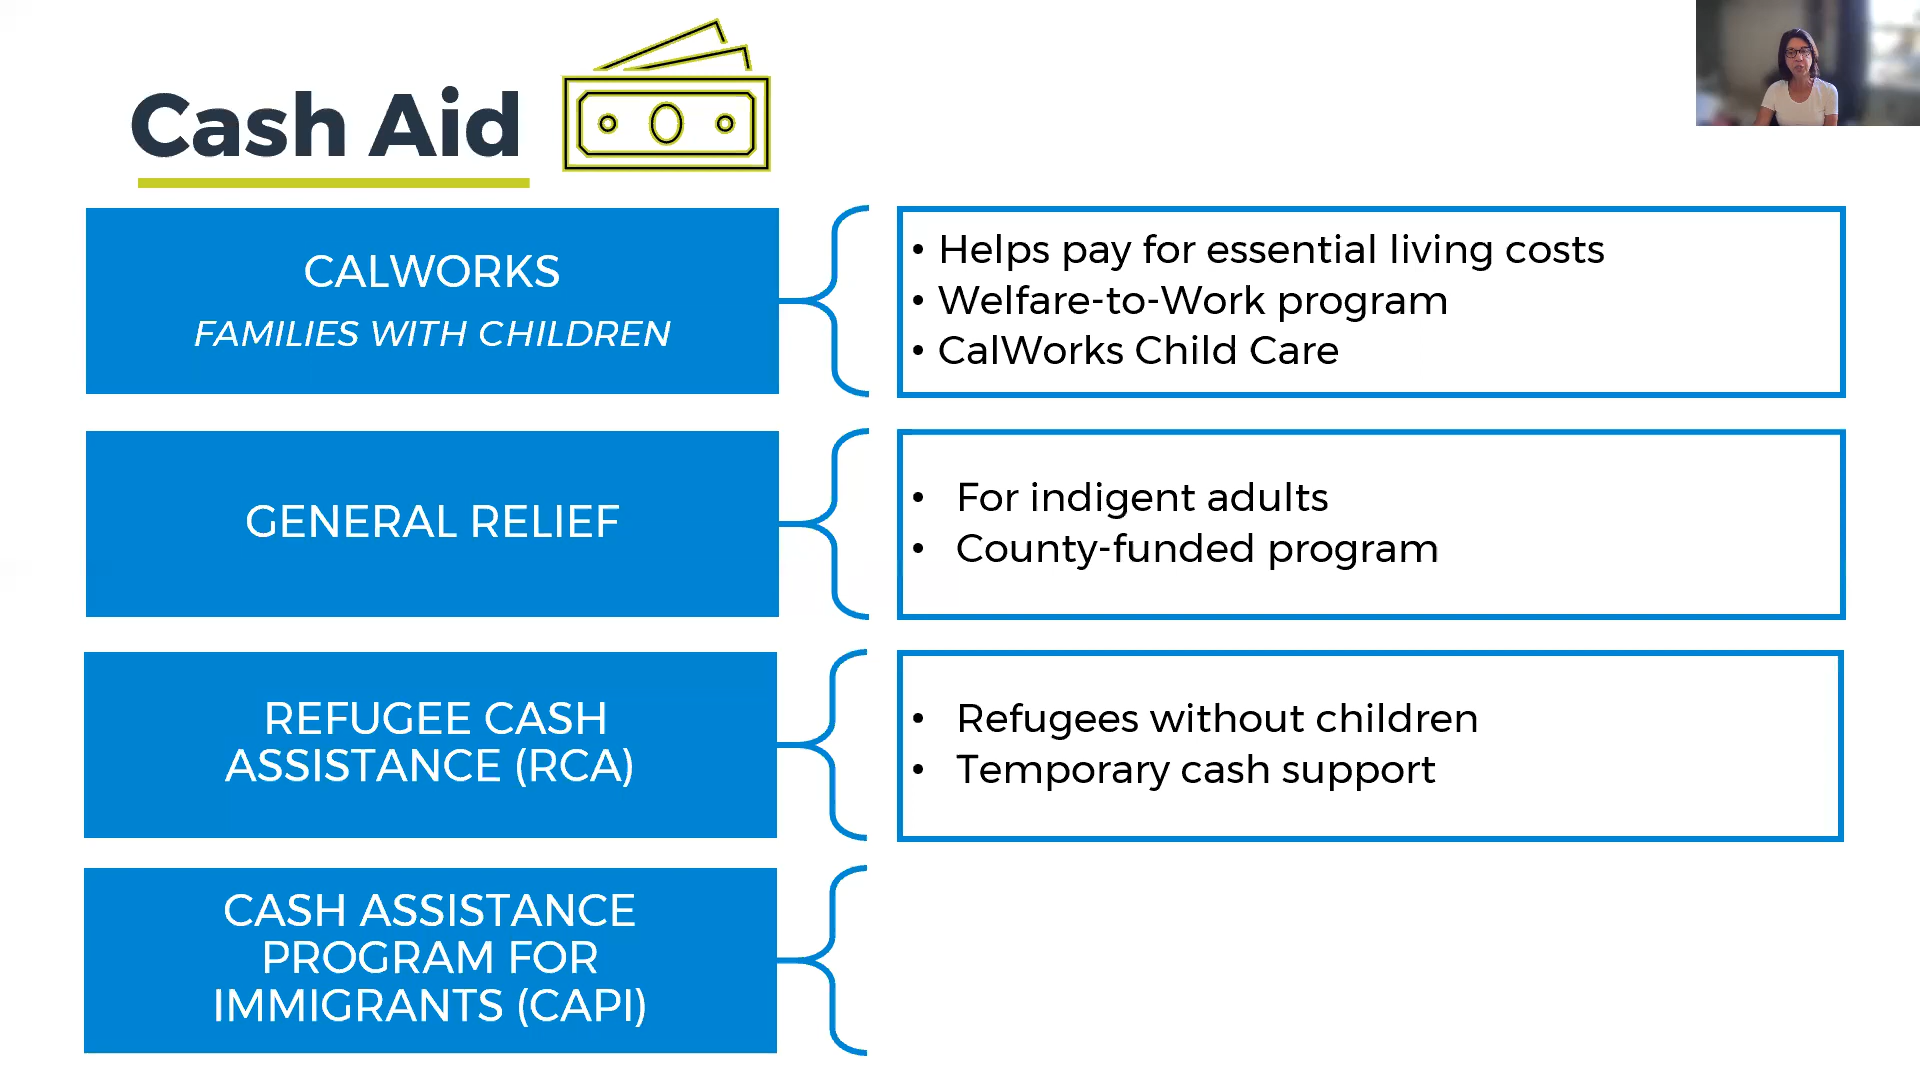 Cash Aid
CALWORKS
FAMILIES WITH CHILDREN
• Helps pay for essential living costs
• Welfare-to-Work program
• CalWorks Child Care
GENERAL RELIEF
• For indigent adults
• County-funded program
REFUGEE CASH
ASSISTANCE (RCA)
• Refugees without children
• Temporary cash support
CASH ASSISTANCE
PROGRAM FOR
IMMIGRANTS (CAPI)